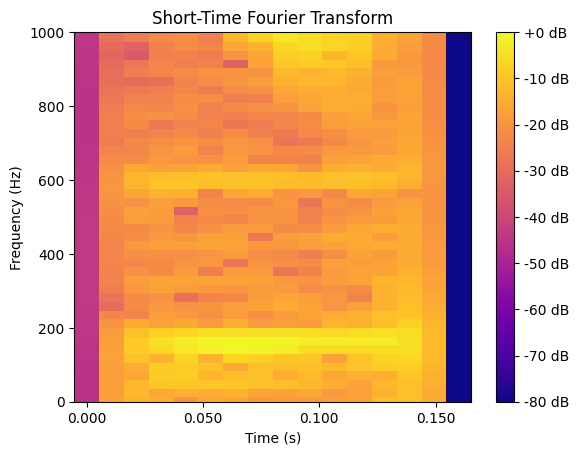 Short-Time Fourier Transform
Frequency (Hz)
1000
800
600
400
200
0
0.000
0.050
0.100
0.150
Time (s)
+0 dB
-10 dB
-20 dB
-30 dB
-40 dB
-50 dB
-60 dB
-70 dB
-80 dB